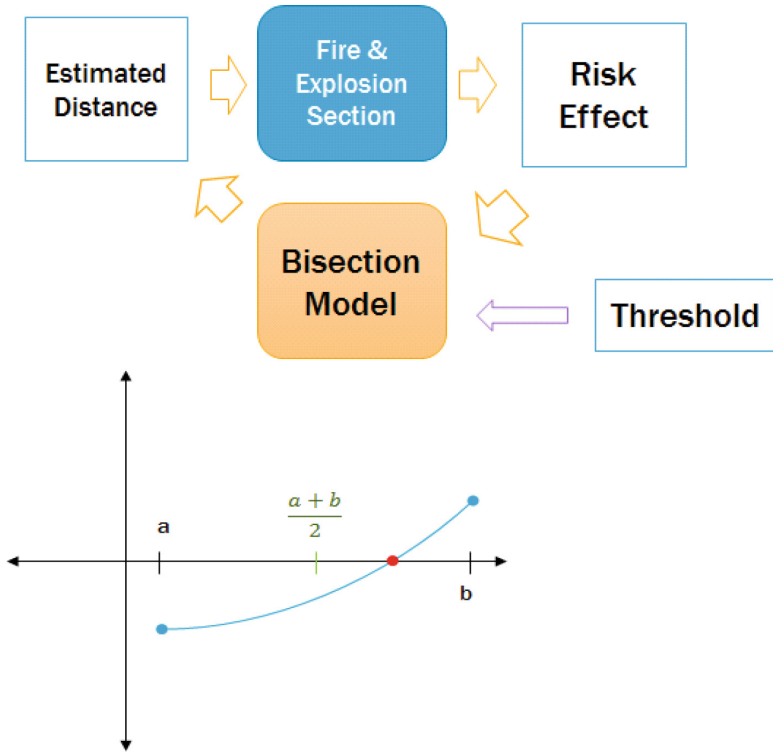 Estimated
Distance
Fire &
Explosion
Section
Risk
Effect
Bisection
Model
Threshold
a
a + b
2
b